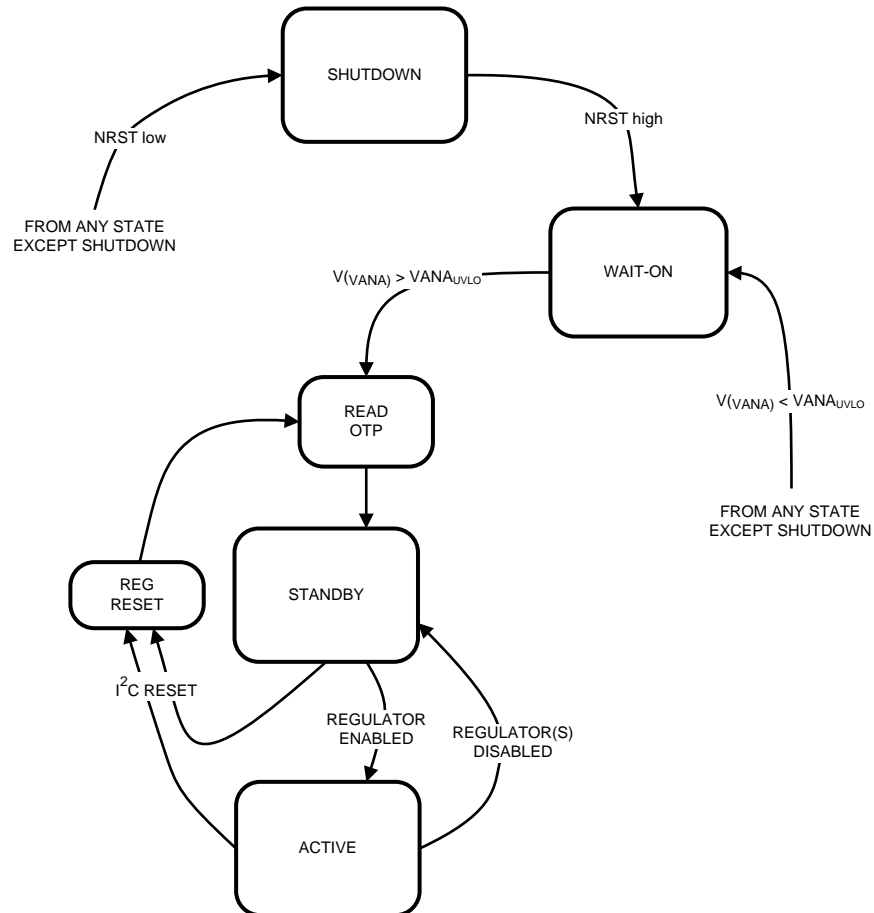 SHUTDOWN
NRST low
NRST high
FROM ANY STATE
EXCEPT SHUTDOWN
WAIT-ON
V(VANA) > VANAUVLO
READ
OTP
V(VANA) < VANAUVLO
FROM ANY STATE
EXCEPT SHUTDOWN
REG
RESET
STANDBY
I2C RESET
REGULATOR
ENABLED
REGULATOR(S)
DISABLED
ACTIVE